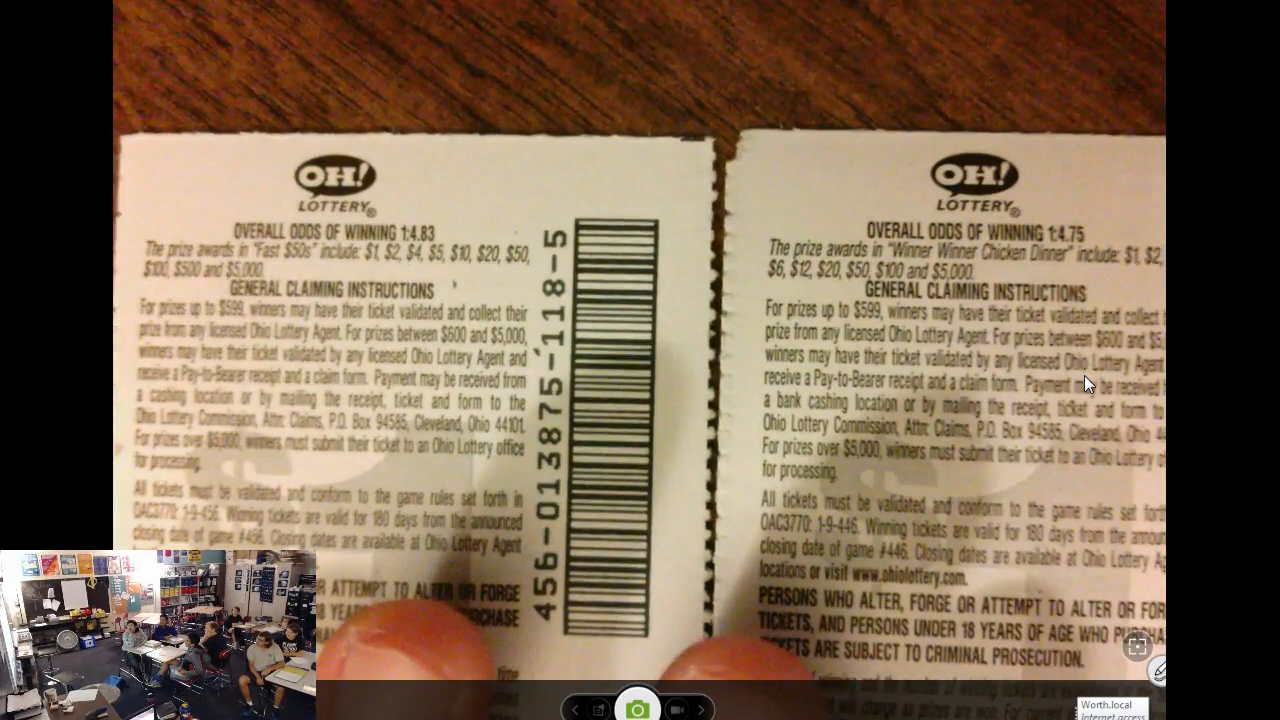 OH!
LOTTERY®
OVERALL ODDS OF WINNING 1:4.83
The prize awards in "Fast $50s" include: $1, $2, $4, $5, $10, $20, $50,
$100, $500 and $5,000.
GENERAL CLAIMING INSTRUCTIONS
For prizes up to $599, winners may have their ticket validated and collect their
prize from any licensed Ohio Lottery Agent. For prizes between $600 and $5,000,
winners may have their ticket validated by any licensed Ohio Lottery Agent and
receive a Pay-to-Bearer receipt and a claim form. Payment may be received from
a cashing location or by mailing the receipt, ticket and form to the
Ohio Lottery Commission, Attn: Claims, P.O. Box 94585, Cleveland, Ohio 44101.
For prizes over $5,000, winners must submit their ticket to an Ohio Lottery office
for processing.
All tickets must be validated and conform to the game rules set forth in
OAC3770: 1-9-456. Winning tickets are valid for 180 days from the announced
closing date of game #456. Closing dates are available at Ohio Lottery Agent
R ATTEMPT TO ALTER OR FORGE
456-013875-118-5
OH!
LOTTERY®
OVERALL ODDS OF WINNING 1:4.75
The prize awards in "Winner Winner Chicken Dinner" include: $1, $2,
$6, $12, $20, $50, $100 and $5,000.
GENERAL CLAIMING INSTRUCTIONS
For prizes up to $599, winners may have their ticket validated and collect
prize from any licensed Ohio Lottery Agent. For prizes between $600 and $5
winners may have their ticket validated by any licensed Ohio Lottery Agent
receive a Pay-to-Bearer receipt and a claim form. Payment may be received
a bank cashing location or by mailing the receipt, ticket and form to
Ohio Lottery Commission, Attn: Claims, P.O. Box 94585, Cleveland, Ohio 44
For prizes over $5,000, winners must submit their ticket to an Ohio Lottery
for processing.
All tickets must be validated and conform to the game rules set forth
OAC3770: 1-9-446. Winning tickets are valid for 180 days from the
closing date of game #446. Closing dates are available at Ohio Lottery
locations or visit www.ohiolottery.com.
PERSONS WHO ALTER, FORGE OR ATTEMPT TO ALTER OR FOR
TICKETS, AND PERSONS UNDER 18 YEARS OF AGE WHO
ARE SUBJECT TO CRIMINAL PROSECUTION.
Worth.local
Internet access